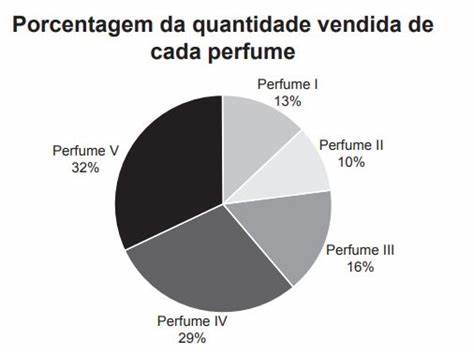 Porcentagem da quantidade vendida de
cada perfume
Perfume I
13%
Perfume II
10%
Perfume III
16%
Perfume IV
29%
Perfume V
32%